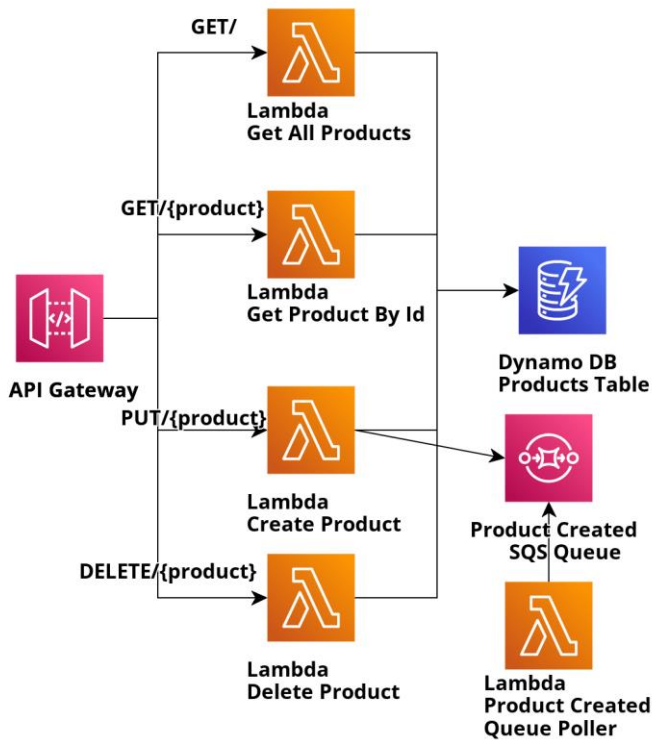 GET/
Lambda
Get All Products
GET/{product}
Lambda
Get Product By Id
</>
API Gateway
Dynamo DB
Products Table
PUT/{product}
Lambda
Create Product
Product Created
SQS Queue
DELETE/{product}
Lambda
Delete Product
Lambda
Product Created
Queue Poller